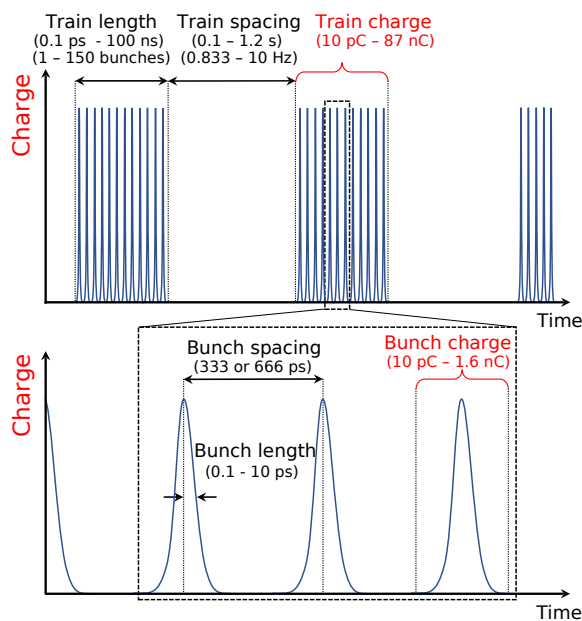 Train length
(0.1 ps  - 100 ns)
(1 – 150 bunches)
Train spacing
(0.1 – 1.2 s)
(0.833 – 10 Hz)
Train charge
(10 pC – 87 nC)
Charge
Time
Bunch spacing
(333 or 666 ps)
Bunch charge
(10 pC – 1.6 nC)
Charge
Bunch length
(0.1 - 10 ps)
Time